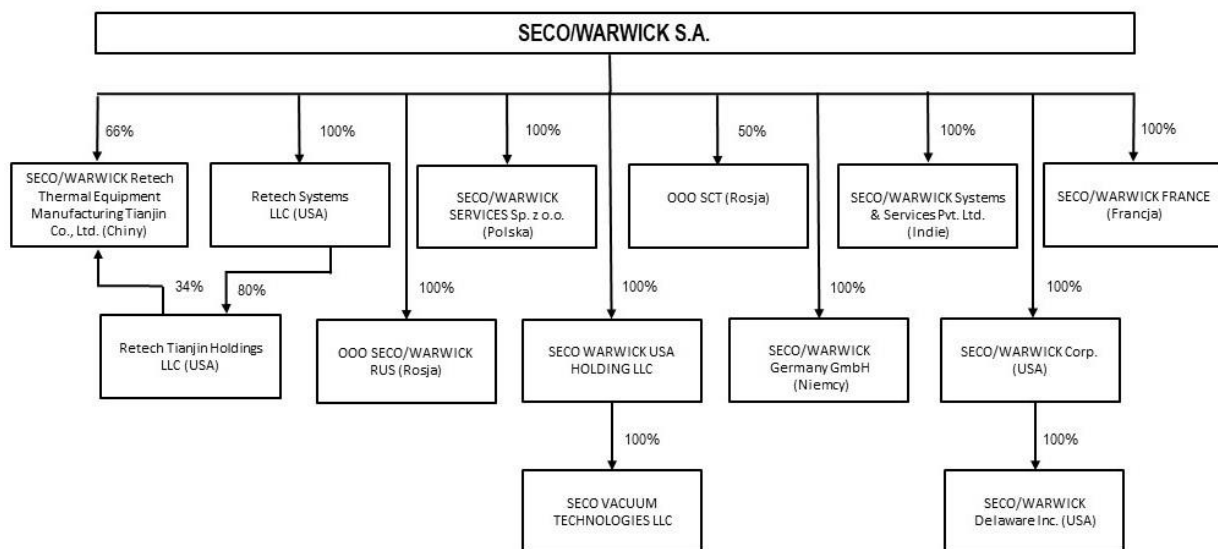 SECO/WARWICK S.A.
66%
100%
100%
50%
100%
100%
SECO/WARWICK Retech
Thermal Equipment
Manufacturing Tianjin
Co., Ltd. (Chiny)
Retech Systems
LLC (USA)
SECO/WARWICK
SERVICES Sp. z o.o.
(Polska)
OOO SCT (Rosja)
SECO/WARWICK Systems
& Services Pvt. Ltd.
(Indie)
SECO/WARWICK FRANCE
(Francja)
34%
80%
100%
100%
100%
100%
Retech Tianjin Holdings
LLC (USA)
OOO SECO/WARWICK
RUS (Rosja)
SECO WARWICK USA
HOLDING LLC
SECO/WARWICK
Germany GmbH
(Niemcy)
SECO/WARWICK Corp.
(USA)
100%
100%
SECO VACUUM
TECHNOLOGIES LLC
SECO/WARWICK
Delaware Inc. (USA)